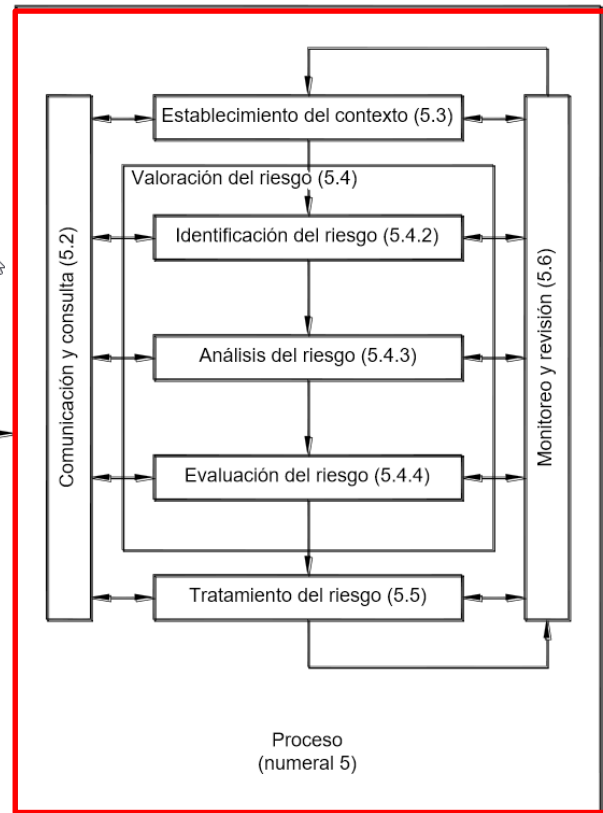 Establecimiento del contexto (5.3)
Valoración del riesgo (5.4)
Identificación del riesgo (5.4.2)
Análisis del riesgo (5.4.3)
Evaluación del riesgo (5.4.4)
Tratamiento del riesgo (5.5)
Comunicación y consulta (5.2)
Monitoreo y revisión (5.6)
Proceso
(numeral 5)